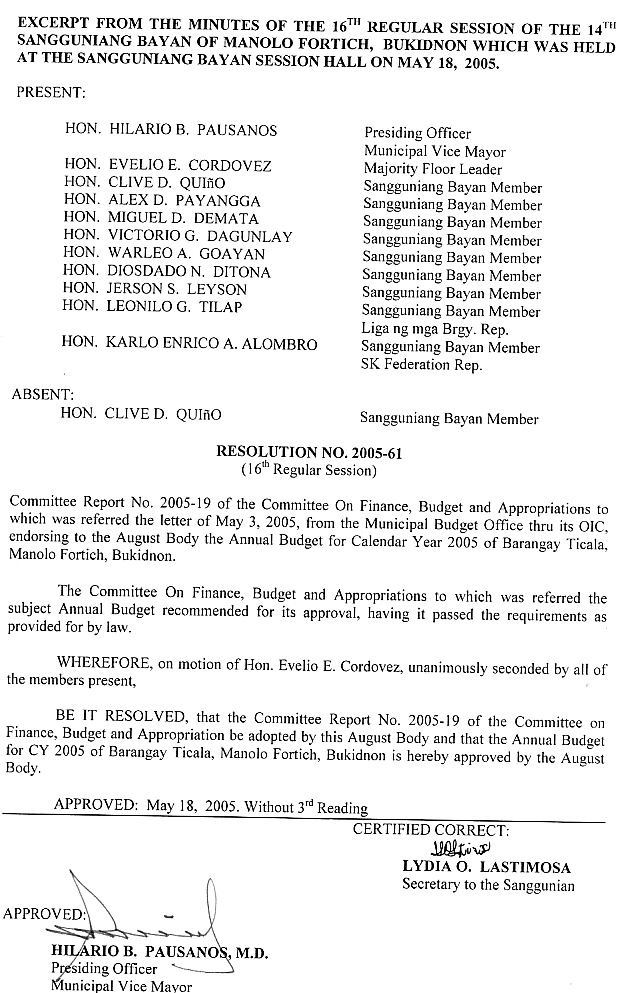 EXCERPT FROM THE MINUTES OF THE 16TH REGULAR SESSION OF THE 14TH
SANGGUNIANG BAYAN OF MANOLO FORTICH, BUKIDNON WHICH WAS HELD
AT THE SANGGUNIANG BAYAN SESSION HALL ON MAY 18, 2005.
PRESENT:
HON. HILARIO B. PAUSANOS Presiding Officer
Municipal Vice Mayor
HON. EVELIO E. CORDOVEZ Majority Floor Leader
HON. CLIVE D. QUIñO Sangguniang Bayan Member
HON. ALEX D. PAYANGGA Sangguniang Bayan Member
HON. MIGUEL D. DEMATA Sangguniang Bayan Member
HON. VICTORIO G. DAGUNLAY Sangguniang Bayan Member
HON. WARLEO A. GOAYAN Sangguniang Bayan Member
HON. DIOSDADO N. DITONA Sangguniang Bayan Member
HON. JERSON S. LEYSON Sangguniang Bayan Member
HON. LEONILO G. TILAP Sangguniang Bayan Member
Liga ng mga Brgy. Rep.
HON. KARLO ENRICO A. ALOMBRO Sangguniang Bayan Member
SK Federation Rep.
ABSENT:
HON. CLIVE D. QUIñO Sangguniang Bayan Member
RESOLUTION NO. 2005-61
(16th Regular Session)
Committee Report No. 2005-19 of the Committee On Finance, Budget and Appropriations to
which was referred the letter of May 3, 2005, from the Municipal Budget Office thru its OIC,
endorsing to the August Body the Annual Budget for Calendar Year 2005 of Barangay Ticala,
Manolo Fortich, Bukidnon.
The Committee On Finance, Budget and Appropriations to which was referred the
subject Annual Budget recommended for its approval, having it passed the requirements as
provided for by law.
WHEREFORE, on motion of Hon. Evelio E. Cordovez, unanimously seconded by all of
the members present,
BE IT RESOLVED, that the Committee Report No. 2005-19 of the Committee on
Finance, Budget and Appropriation be adopted by this August Body and that the Annual Budget
for CY 2005 of Barangay Ticala, Manolo Fortich, Bukidnon is hereby approved by the August
Body.
APPROVED: May 18, 2005. Without 3rd Reading
CERTIFIED CORRECT:
LYDIA O. LASTIMOSA
Secretary to the Sanggunian
APPROVED:
HILARIO B. PAUSANOS, M.D.
Presiding Officer
Municipal Vice Mayor